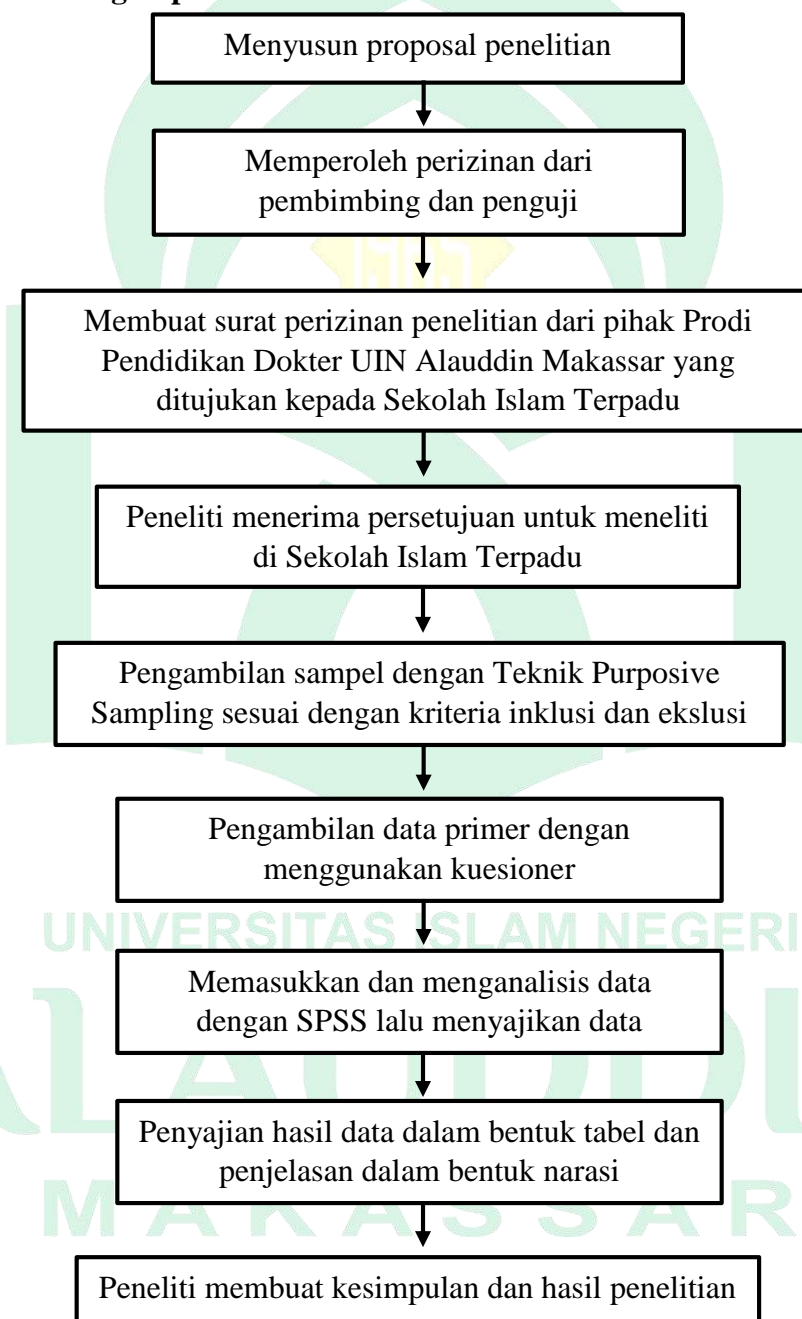 Menyusun proposal penelitian
Memperoleh perizinan dari
pembimbing dan penguji
Membuat surat perizinan penelitian dari pihak Prodi
Pendidikan Dokter UIN Alauddin Makassar yang
ditujukan kepada Sekolah Islam Terpadu
Peneliti menerima persetujuan untuk meneliti
di Sekolah Islam Terpadu
Pengambilan sampel dengan Teknik Purposive
Sampling sesuai dengan kriteria inklusi dan ekslusi
Pengambilan data primer dengan
menggunakan kuesioner
UNIVERSITAS ISLAM NEGERI
Memasukkan dan menganalisis data
dengan SPSS lalu menyajikan data
ALAUDDI
Penyajian hasil data dalam bentuk tabel dan
penjelasan dalam bentuk narasi
MAKASSAR
Peneliti membuat kesimpulan dan hasil penelitian